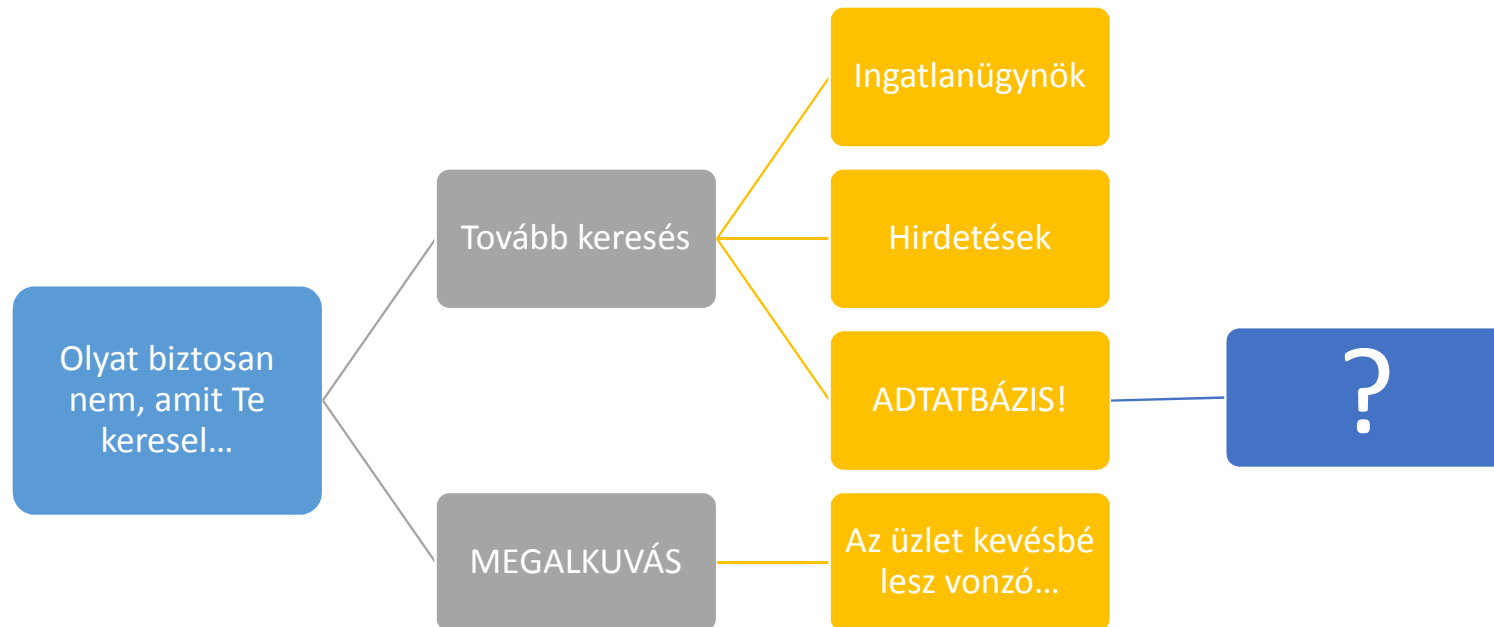 Olyat biztosan
nem, amit Te
keresel…
Tovább keresés
MEGALKUVÁS
Ingatlanügynök
Hirdetések
ADTATBÁZIS!
Az üzlet kevésbé
lesz vonzó…
?